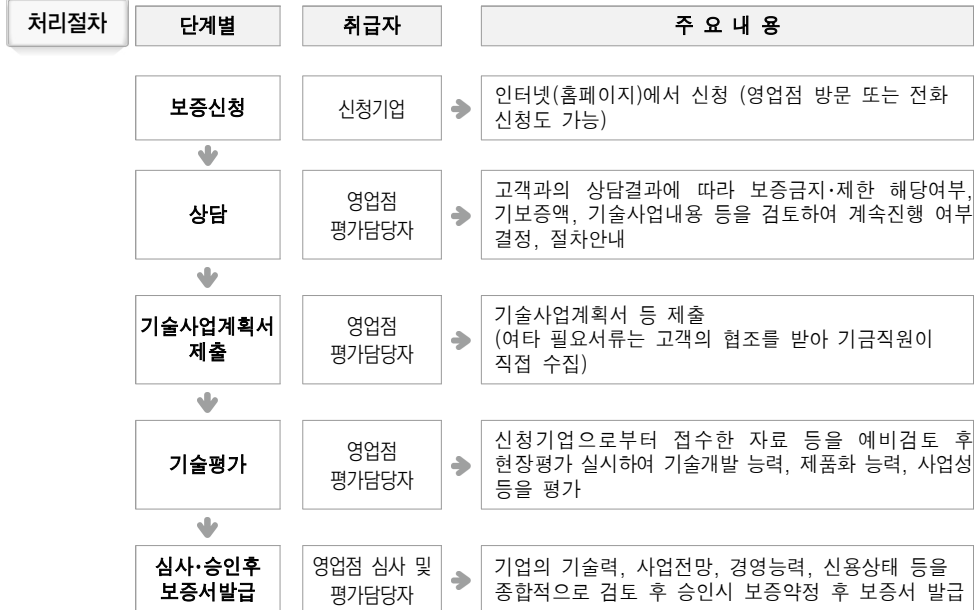 처리절차
단계별
취급자
주 요 내 용
보증신청
신청기업
인터넷(홈페이지)에서 신청 (영업점 방문 또는 전화
신청도 가능)
상담
영업점
평가담당자
고객과의 상담결과에 따라 보증금지·제한 해당여부,
기보증액, 기술사업내용 등을 검토하여 계속진행 여부
결정, 절차안내
기술사업계획서
제출
영업점
평가담당자
기술사업계획서 등 제출
(여타 필요서류는 고객의 협조를 받아 기금직원이
직접 수집)
기술평가
영업점
평가담당자
신청기업으로부터 접수한 자료 등을 예비검토 후
현장평가 실시하여 기술개발 능력, 제품화 능력, 사업성
등을 평가
심사·승인후
보증서발급
영업점 심사 및
평가담당자
기업의 기술력, 사업전망, 경영능력, 신용상태 등을
종합적으로 검토 후 승인시 보증약정 후 보증서 발급